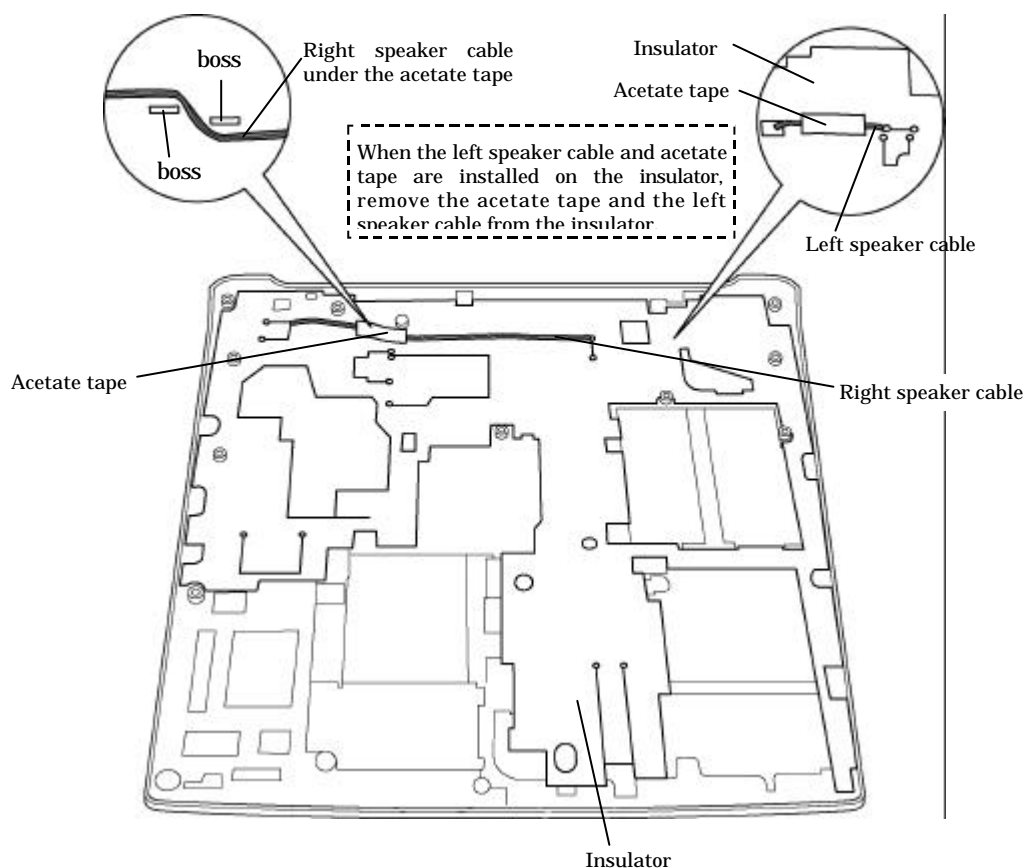 boss
Right speaker cable
under the acetate tape
boss
Insulator
Acetate tape
When the left speaker cable and acetate
tape are installed on the insulator,
remove the acetate tape and the left
speaker cable from the insulator.
Left speaker cable
Acetate tape
Right speaker cable
Insulator